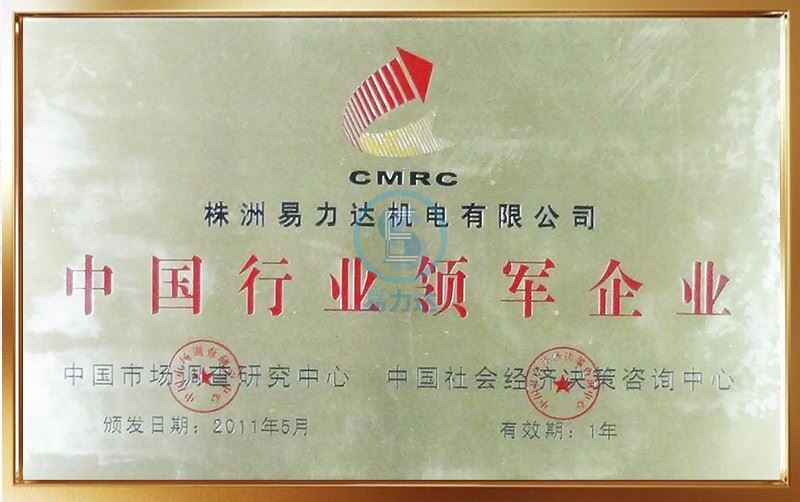 CMRC
株洲易力达机电有限公司
中国行业领军企业
易力达
中国市场调查研究中心 中国社会经济决策咨询中心
颁发日期：2011年5月 有效期：1年